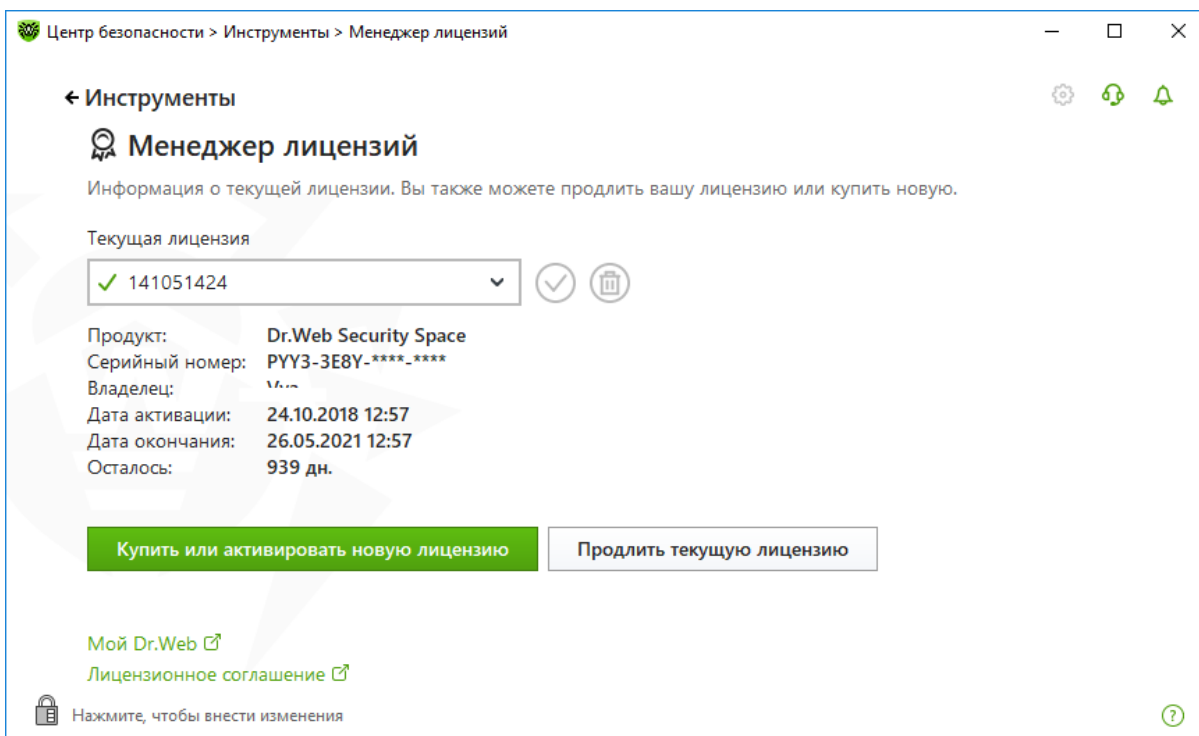 Центр безопасности > Инструменты > Менеджер лицензий
Инструменты
Менеджер лицензий
Информация о текущей лицензии. Вы также можете продлить вашу лицензию или купить новую.
Текущая лицензия
141051424
Продукт: Dr.Web Security Space
Серийный номер: PYY3-3E8Y-****-****
Владелец:
Дата активации: 24.10.2018 12:57
Дата окончания: 26.05.2021 12:57
Осталось: 939 дн.
Купить или активировать новую лицензию Продлить текущую лицензию
Мой Dr.Web
Лицензионное соглашение
Нажмите, чтобы внести изменения ?